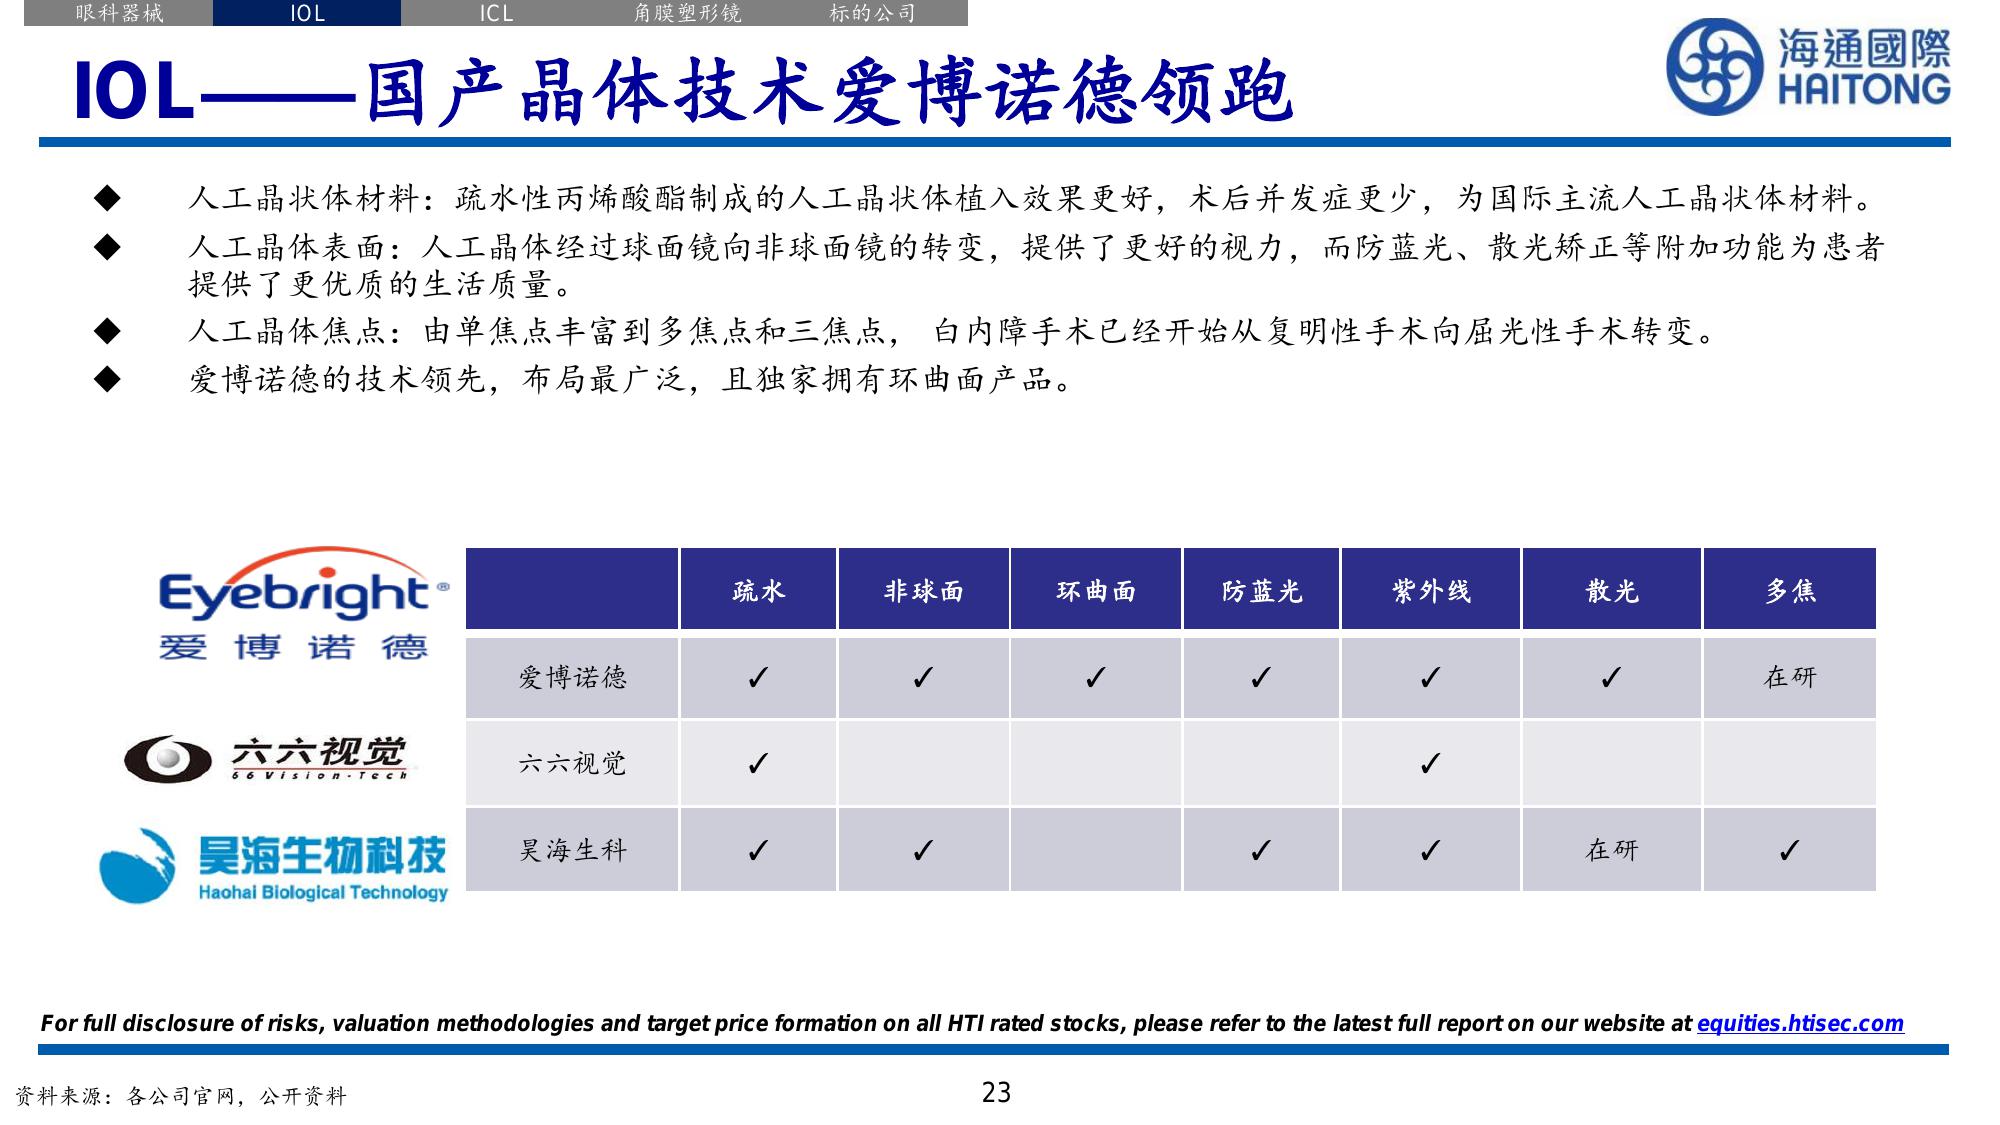 眼科器械 IOL ICL 角膜塑形镜 标的公司
IOL——国产晶体技术爱博诺德领跑
海通國際
HAITONG
◆ 人工晶状体材料：疏水性丙烯酸酯制成的人工晶状体植入效果更好，术后并发症更少，为国际主流人工晶状体材料。
◆ 人工晶体表面：人工晶体经过球面镜向非球面镜的转变，提供了更好的视力，而防蓝光、散光矫正等附加功能为患者
提供了更优质的生活质量。
◆ 人工晶体焦点：由单焦点丰富到多焦点和三焦点， 白内障手术已经开始从复明性手术向屈光性手术转变。
◆ 爱博诺德的技术领先，布局最广泛，且独家拥有环曲面产品。
Eyebright®
爱博诺德
六六视觉
66 Vision-Tech
昊海生物科技
Haohai Biological Technology
疏水 非球面 环曲面 防蓝光 紫外线 散光 多焦
爱博诺德 ✓ ✓ ✓ ✓ ✓ ✓ 在研
六六视觉 ✓ ✓
昊海生科 ✓ ✓ ✓ ✓ 在研 ✓
For full disclosure of risks, valuation methodologies and target price formation on all HTI rated stocks, please refer to the latest full report on our website at equities.htisec.com
资料来源：各公司官网，公开资料
23